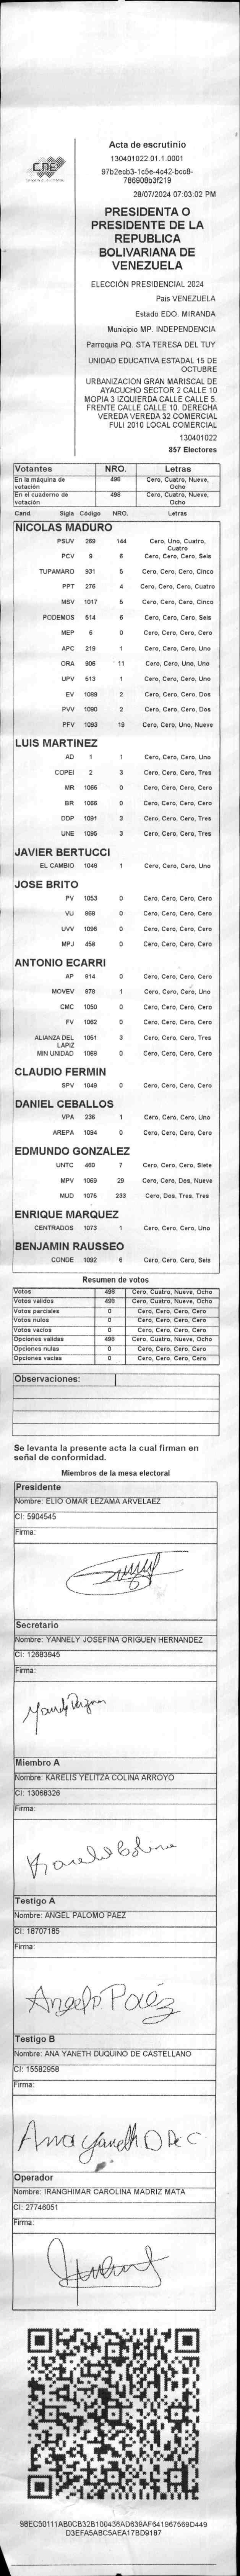 CNE
Acta de escrutinio
130401022.01.1.0001
97b2ecb3-1c5e-4c42-bcc8-
786908b3f219
28/07/2024 07:03:02 PM
PRESIDENTA O
PRESIDENTE DE LA
REPUBLICA
BOLIVARIANA DE
VENEZUELA
ELECCIÓN PRESIDENCIAL 2024
Pais VENEZUELA
Estado EDO. MIRANDA
Municipio MP. INDEPENDENCIA
Parroquia PQ. STA TERESA DEL TUY
UNIDAD EDUCATIVA ESTADAL 15 DE
OCTUBRE
URBANIZACION GRAN MARISCAL DE
AYACUCHO SECTOR 2 CALLE 10
MOPIA 3 IZQUIERDA CALLE CALLE 5.
FRENTE CALLE CALLE 10. DERECHA
VEREDA VEREDA 32 COMERCIAL
FULI 2010 LOCAL COMERCIAL
130401022
857 Electores
Votantes NRO. Letras
En la máquina de votación 498 Cero, Cuatro, Nueve, Ocho
En el cuaderno de votación 498 Cero, Cuatro, Nueve, Ocho
Cand. Sigla Código NRO. Letras
NICOLAS MADURO
PSUV 269 144 Cero, Uno, Cuatro, Cuatro
PCV 9 6 Cero, Cero, Cero, Seis
TUPAMARO 931 5 Cero, Cero, Cero, Cinco
PPT 276 4 Cero, Cero, Cero, Cuatro
MSV 1017 5 Cero, Cero, Cero, Cinco
PODEMOS 514 6 Cero, Cero, Cero, Seis
MEP 6 0 Cero, Cero, Cero, Cero
APC 219 1 Cero, Cero, Cero, Uno
ORA 906 11 Cero, Cero, Uno, Uno
UPV 513 1 Cero, Cero, Cero, Uno
EV 1089 2 Cero, Cero, Cero, Dos
PVV 1090 2 Cero, Cero, Cero, Dos
PFV 1093 19 Cero, Cero, Uno, Nueve
LUIS MARTINEZ
AD 1 1 Cero, Cero, Cero, Uno
COPEI 2 3 Cero, Cero, Cero, Tres
MR 1065 0 Cero, Cero, Cero, Cero
BR 1066 0 Cero, Cero, Cero, Cero
DDP 1091 3 Cero, Cero, Cero, Tres
UNE 1095 3 Cero, Cero, Cero, Tres
JAVIER BERTUCCI
EL CAMBIO 1048 1 Cero, Cero, Cero, Uno
JOSE BRITO
PV 1053 0 Cero, Cero, Cero, Cero
VU 968 0 Cero, Cero, Cero, Cero
UVV 1096 0 Cero, Cero, Cero, Cero
MPJ 458 0 Cero, Cero, Cero, Cero
ANTONIO ECARRI
AP 814 0 Cero, Cero, Cero, Cero
MOVEV 978 1 Cero, Cero, Cero, Uno
CMC 1050 0 Cero, Cero, Cero, Cero
FV 1062 0 Cero, Cero, Cero, Cero
ALIANZA DEL LAPIZ 1051 3 Cero, Cero, Cero, Tres
MIN UNIDAD 1068 0 Cero, Cero, Cero, Cero
CLAUDIO FERMIN
SPV 1049 0 Cero, Cero, Cero, Cero
DANIEL CEBALLOS
VPA 236 1 Cero, Cero, Cero, Uno
AREPA 1094 0 Cero, Cero, Cero, Cero
EDMUNDO GONZALEZ
UNTC 460 7 Cero, Cero, Cero, Siete
MPV 1069 29 Cero, Cero, Dos, Nueve
MUD 1075 233 Cero, Dos, Tres, Tres
ENRIQUE MARQUEZ
CENTRADOS 1073 1 Cero, Cero, Cero, Uno
BENJAMIN RAUSSEO
CONDE 1092 6 Cero, Cero, Cero, Seis
Resumen de votos
Votos 498 Cero, Cuatro, Nueve, Ocho
Votos validos 498 Cero, Cuatro, Nueve, Ocho
Votos parciales 0 Cero, Cero, Cero, Cero
Votos nulos 0 Cero, Cero, Cero, Cero
Votos vacios 0 Cero, Cero, Cero, Cero
Opciones validas 498 Cero, Cuatro, Nueve, Ocho
Opciones nulas 0 Cero, Cero, Cero, Cero
Opciones vacias 0 Cero, Cero, Cero, Cero
Observaciones:
Se levanta la presente acta la cual firman en
señal de conformidad.
Miembros de la mesa electoral
Presidente
Nombre: ELIO OMAR LEZAMA ARVELAEZ
CI: 5904545
Firma:
Secretario
Nombre: YANNELY JOSEFINA ORIGUEN HERNANDEZ
CI: 12683945
Firma:
Miembro A
Nombre: KARELIS YELITZA COLINA ARROYO
CI: 13068326
Firma:
Testigo A
Nombre: ANGEL PALOMO PAEZ
CI: 18707185
Firma:
Testigo B
Nombre: ANA YANETH DUQUINO DE CASTELLANO
CI: 15582958
Firma:
Ana Yaneth D de C
Operador
Nombre: IRANGHIMAR CAROLINA MADRIZ MATA
CI: 27746051
Firma:
98EC50111AB0CB32B100436AD639AF641967569D449
D3EFA5ABC5AEA17BD9187